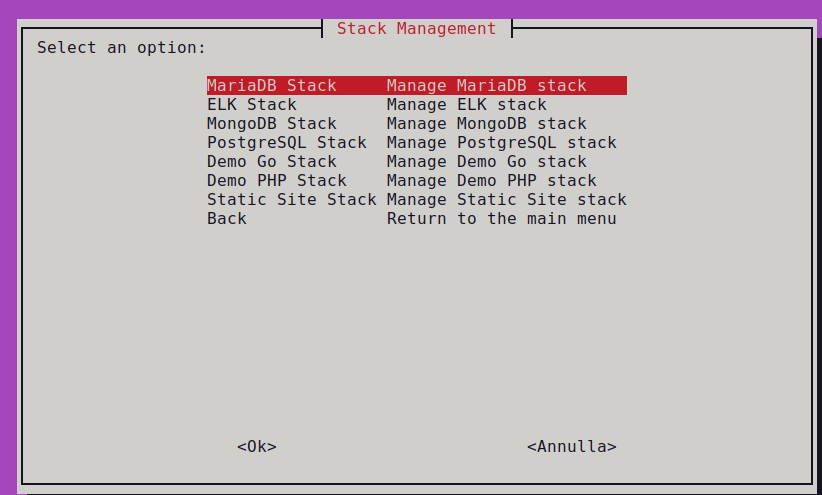 Stack Management
Select an option:
MariaDB Stack Manage MariaDB stack
ELK Stack Manage ELK stack
MongoDB Stack Manage MongoDB stack
PostgreSQL Stack Manage PostgreSQL stack
Demo Go Stack Manage Demo Go stack
Demo PHP Stack Manage Demo PHP stack
Static Site Stack Manage Static Site stack
Back Return to the main menu
<Ok> <Annulla>